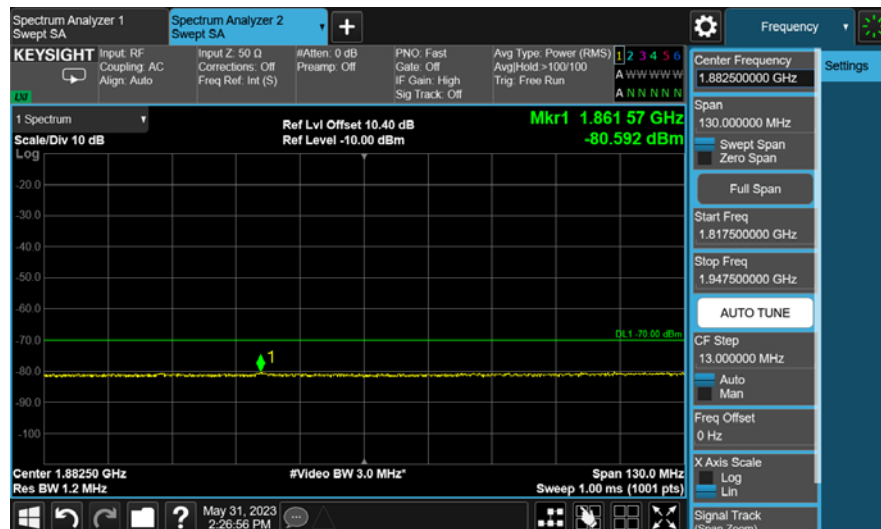 Spectrum Analyzer 1
Swept SA
Spectrum Analyzer 2
Swept SA
+
Frequency
KEYSIGHT
Input: RF
Coupling: AC
Align: Auto
Input Z: 50 Ω
Corrections: Off
Freq Ref: Int (S)
#Atten: 0 dB
Preamp: Off
PNO: Fast
Gate: Off
IF Gain: High
Sig Track: Off
Avg Type: Power (RMS)
Avg|Hold:>100/100
Trig: Free Run
1 2 3 4 5 6
A W W W W W
A N N N N N
LXI
Settings
1 Spectrum
Scale/Div 10 dB
Log
Ref Lvl Offset 10.40 dB
Ref Level -10.00 dBm
Mkr1 1.861 57 GHz
-80.592 dBm
-20.0
-30.0
-40.0
-50.0
-60.0
-70.0
-80.0
-90.0
-100
DL1 -70.00 dBm
1
Center 1.88250 GHz
Res BW 1.2 MHz
#Video BW 3.0 MHz*
Span 130.0 MHz
Sweep 1.00 ms (1001 pts)
Center Frequency
1.882500000 GHz
Span
130.000000 MHz
Swept Span
Zero Span
Full Span
Start Freq
1.817500000 GHz
Stop Freq
1.947500000 GHz
AUTO TUNE
CF Step
13.000000 MHz
Auto
Man
Freq Offset
0 Hz
X Axis Scale
Log
Lin
Signal Track
(Span Zoom)
?
May 31, 2023
2:26:56 PM